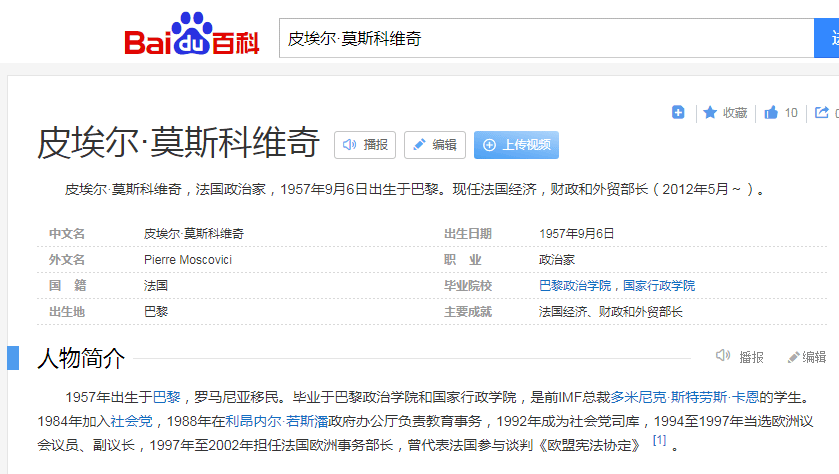 Bai du 百科
皮埃尔·莫斯科维奇
收藏 10
皮埃尔·莫斯科维奇 播报 编辑 上传视频
皮埃尔·莫斯科维奇，法国政治家，1957年9月6日出生于巴黎。现任法国经济，财政和外贸部长（2012年5月～）。
中文名 皮埃尔·莫斯科维奇 出生日期 1957年9月6日
外文名 Pierre Moscovici 职 业 政治家
国 籍 法国 毕业院校 巴黎政治学院，国家行政学院
出生地 巴黎 主要成就 法国经济、财政和外贸部长
人物简介 播报 编辑
1957年出生于巴黎，罗马尼亚移民。毕业于巴黎政治学院和国家行政学院，是前IMF总裁多米尼克·斯特劳斯·卡恩的学生。
1984年加入社会党，1988年在利昂内尔·若斯潘政府办公厅负责教育事务，1992年成为社会党司库，1994至1997年当选欧洲议
会议员、副议长，1997年至2002年担任法国欧洲事务部长，曾代表法国参与谈判《欧盟宪法协定》 [1] 。